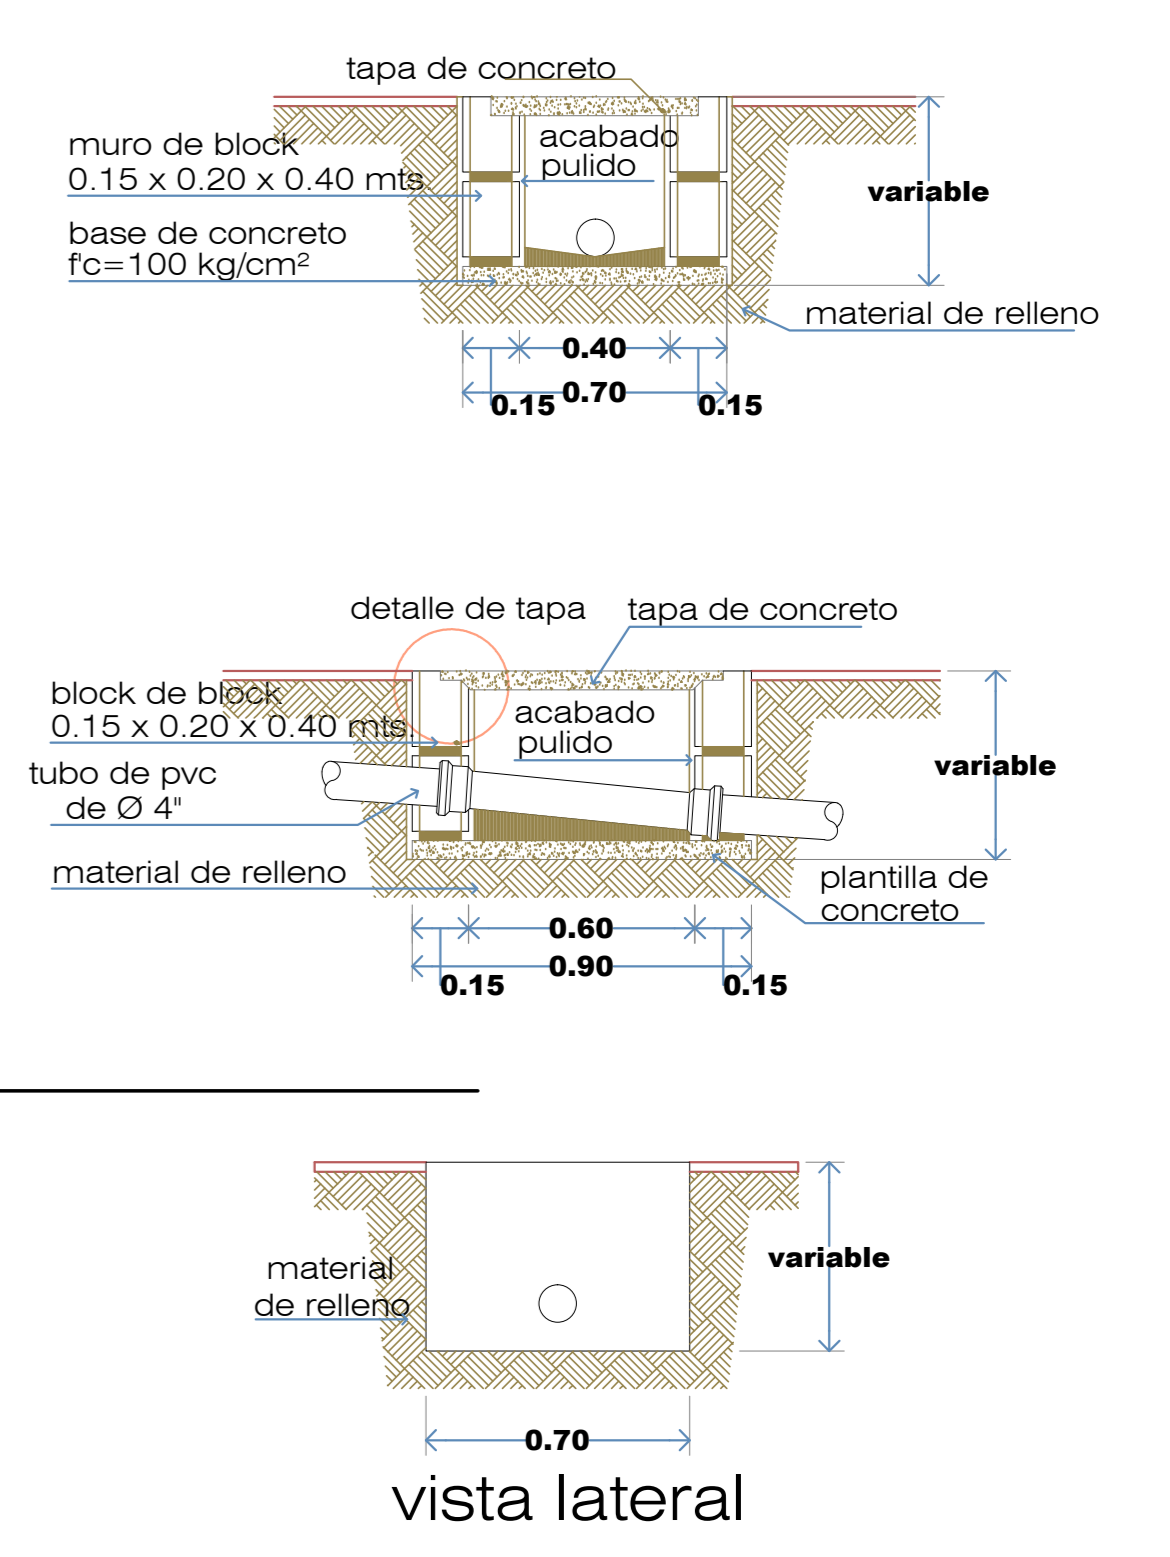 tapa de concreto
muro de block
0.15 x 0.20 x 0.40 mts.
acabado
pulido
variable
base de concreto
f'c=100 kg/cm²
material de relleno
0.40
0.70
0.15
0.15
detalle de tapa
tapa de concreto
block de block
0.15 x 0.20 x 0.40 mts.
acabado
pulido
variable
tubo de pvc
de Ø 4"
material de relleno
plantilla de
concreto
0.60
0.90
0.15
0.15
variable
material
de relleno
0.70
vista lateral